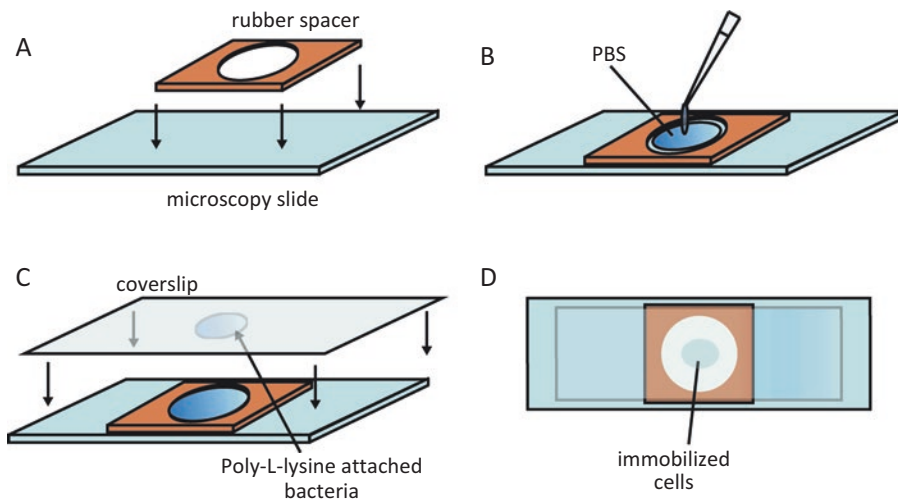 A
rubber spacer
microscopy slide
B
PBS
C
coverslip
Poly-L-lysine attached
bacteria
D
immobilized
cells